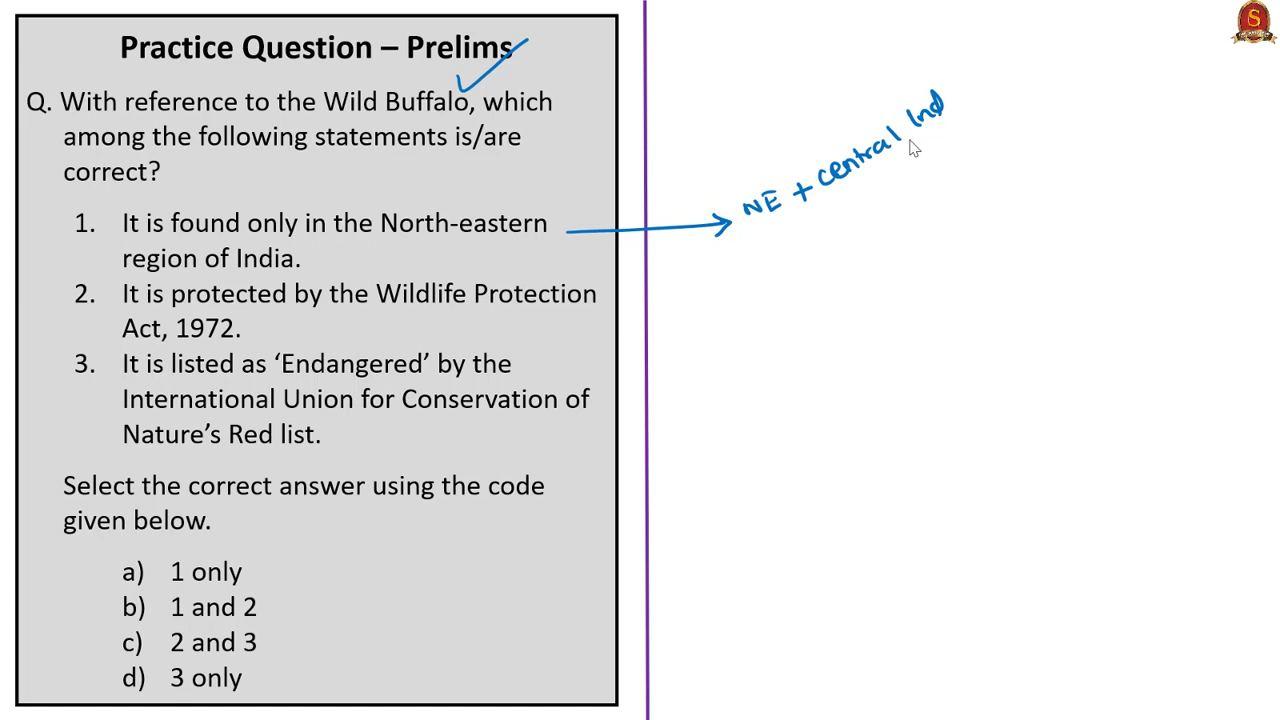 Practice Question – Prelims
Q. With reference to the Wild Buffalo, which
among the following statements is/are
correct?
1. It is found only in the North-eastern
region of India.
2. It is protected by the Wildlife Protection
Act, 1972.
3. It is listed as ‘Endangered’ by the
International Union for Conservation of
Nature’s Red list.
Select the correct answer using the code
given below.
a) 1 only
b) 1 and 2
c) 2 and 3
d) 3 only
NE + central Ind
S